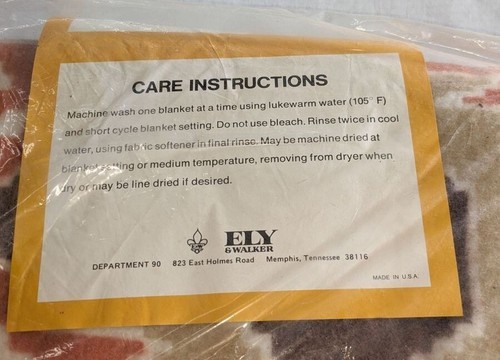 CARE INSTRUCTIONS
Machine wash one blanket at a time using lukewarm water (105° F)
and short cycle blanket setting. Do not use bleach. Rinse twice in cool
water, using fabric softener in final rinse. May be machine dried at
blanket setting or medium temperature, removing from dryer when
dry or may be line dried if desired.
ELY
& WALKER
DEPARTMENT 90 823 East Holmes Road Memphis, Tennessee 38116
MADE IN U.S.A.